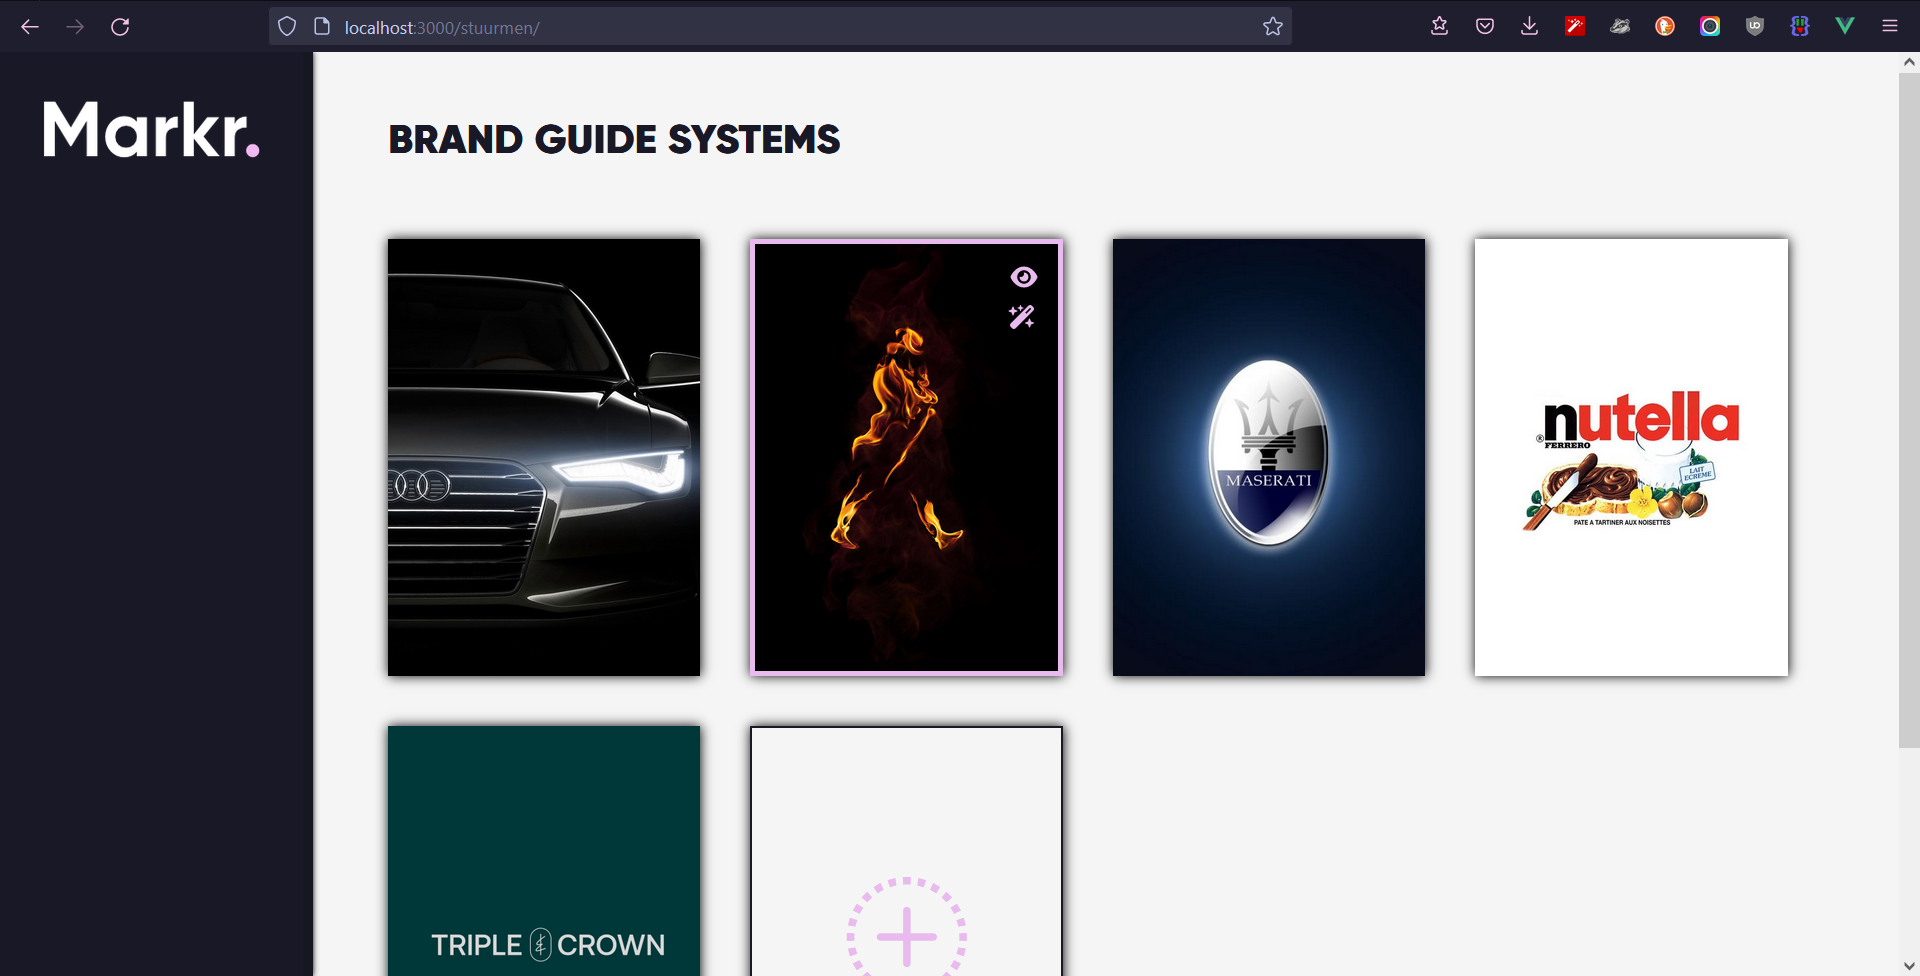 localhost:3000/stuurmen/
Markr.
BRAND GUIDE SYSTEMS
MASERATI
nutella
® FERRERO
LAIT
ECREME
PATE A TARTINER AUX NOISETTES
TRIPLE CROWN